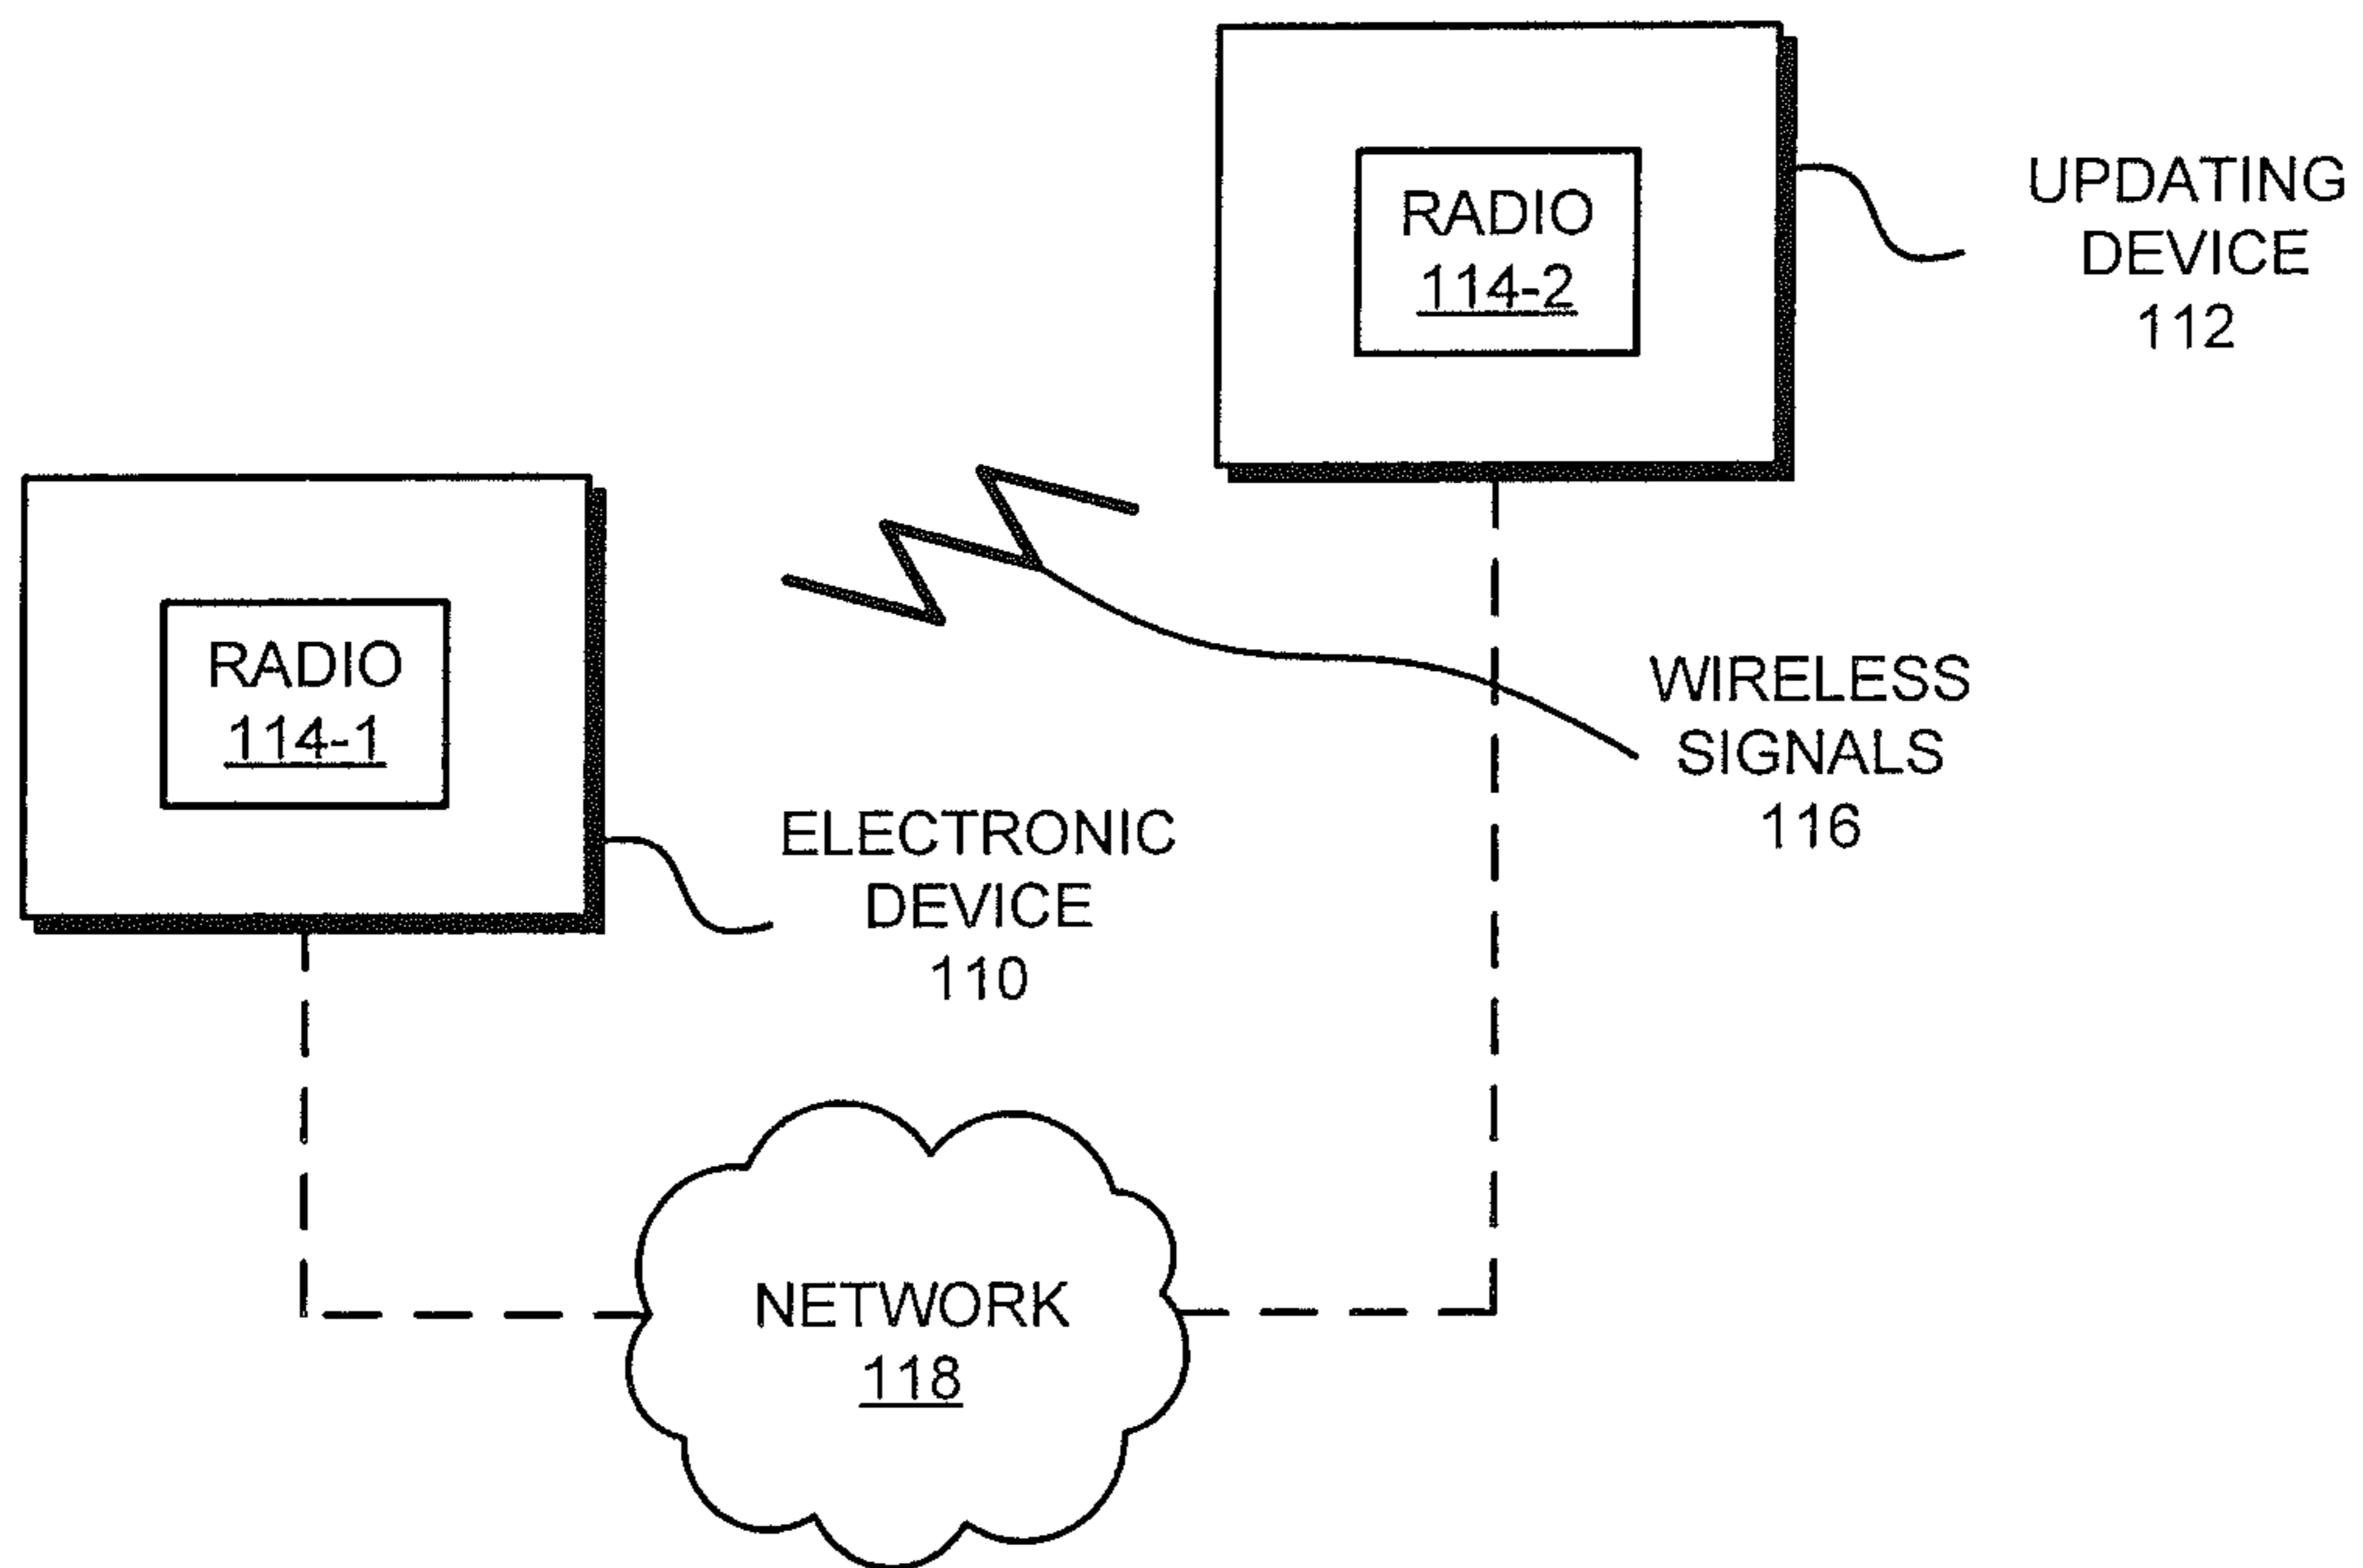 RADIO
114-2
UPDATING
DEVICE
112
RADIO
114-1
WIRELESS
SIGNALS
116
ELECTRONIC
DEVICE
110
NETWORK
118